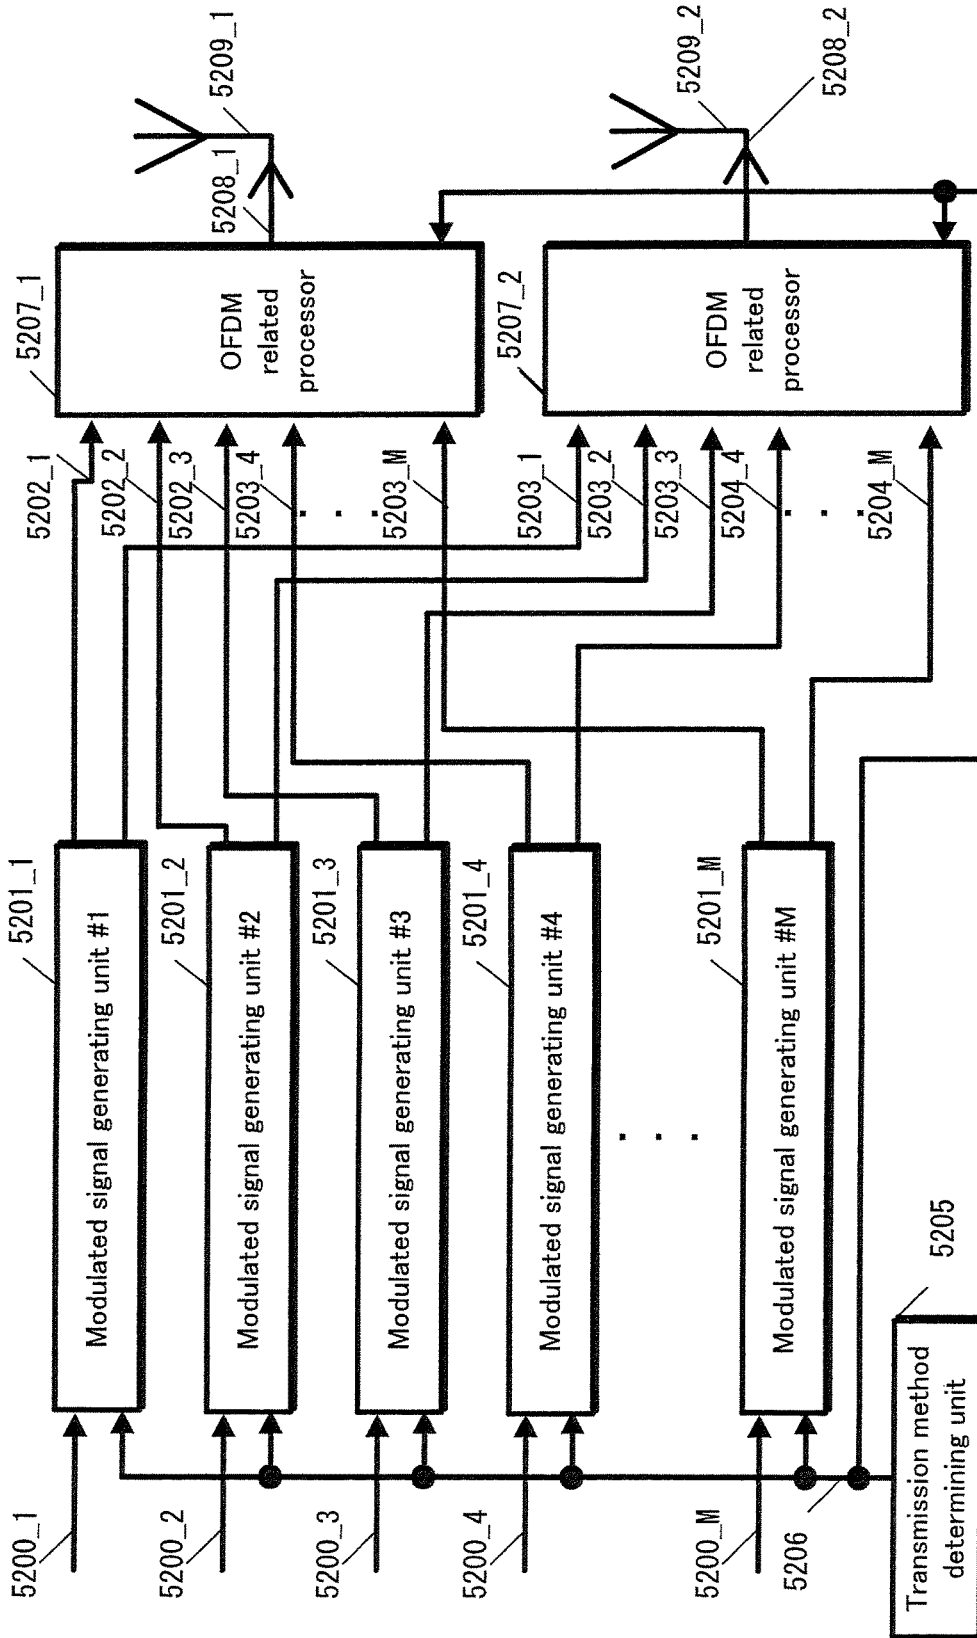 5200_1
5200_2
5200_3
5200_4
5200_M
5206
Transmission method
determining unit
5205
5201_1
Modulated signal generating unit #1
5201_2
Modulated signal generating unit #2
5201_3
Modulated signal generating unit #3
5201_4
Modulated signal generating unit #4
. . .
5201_M
Modulated signal generating unit #M
5202_1
5202_2
5202_3
5203_4
. . .
5203_M
5203_1
5203_2
5203_3
5204_4
. . .
5204_M
5207_1
OFDM
related
processor
5208_1
5209_1
5207_2
OFDM
related
processor
5209_2
5208_2